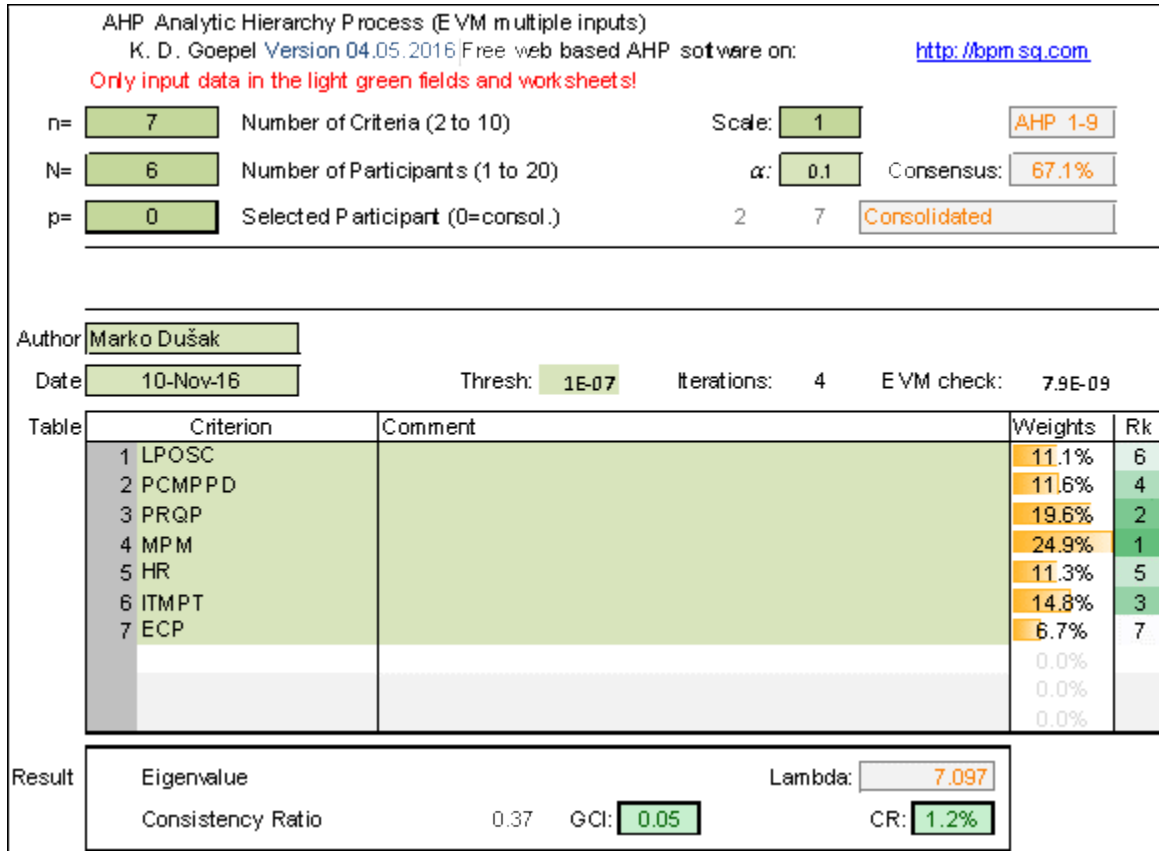 AHP Analytic Hierarchy Process (EVM multiple inputs)
K. D. Goepel Version 04.05.2016 Free web based AHP sotware on: http://bpmsq.com
Only input data in the light green fields and worksheets!
n= 7 Number of Criteria (2 to 10) Scale: 1 AHP 1-9
N= 6 Number of Participants (1 to 20) α: 0.1 Consensus: 67.1%
p= 0 Selected Participant (0=consol.) 2 7 Consolidated
Author Marko Dušak
Date 10-Nov-16 Thresh: 1E-07 Iterations: 4 EVM check: 7.9E-09
Table Criterion Comment Weights Rk
1 LPOSC 11.1% 6
2 PCMPPD 11.6% 4
3 PRQP 19.6% 2
4 MPM 24.9% 1
5 HR 11.3% 5
6 ITMPT 14.8% 3
7 ECP 6.7% 7
0.0%
0.0%
0.0%
Result Eigenvalue Lambda: 7.097
Consistency Ratio 0.37 GCI: 0.05 CR: 1.2%